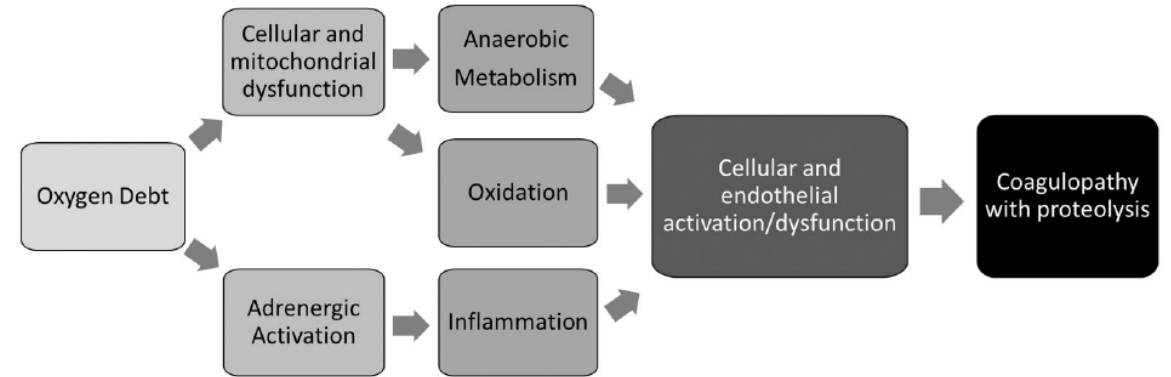 Oxygen Debt
Cellular and
mitochondrial
dysfunction
Adrenergic
Activation
Anaerobic
Metabolism
Oxidation
Inflammation
Cellular and
endothelial
activation/dysfunction
Coagulopathy
with proteolysis